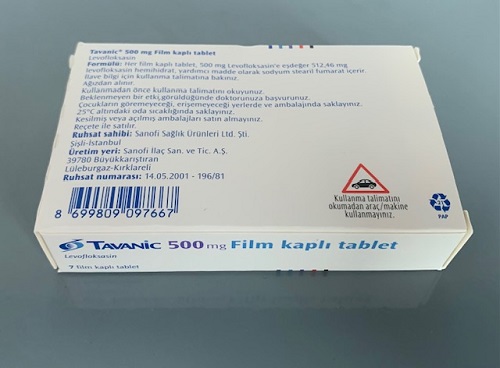 Tavanic® 500 mg Film kaplı tablet
Levofloksasin
Formülü: Her film kaplı tablet, 500 mg Levofloksasin'e eşdeğer 512,46 mg
levofloksasin hemihidrat, yardımcı madde olarak sodyum stearil fumarat içerir.
İlave bilgi için kullanma talimatına bakınız.
Ağızdan alınır.
Kullanmadan önce kullanma talimatını okuyunuz.
Beklenmeyen bir etki görüldüğünde doktorunuza başvurunuz.
Çocukların göremeyeceği, erişemeyeceği yerlerde ve ambalajında saklayınız.
25°C altındaki oda sıcaklığında saklayınız.
Kesilmiş veya açılmış ambalajları satın almayınız.
Reçete ile satılır.
Ruhsat sahibi: Sanofi Sağlık Ürünleri Ltd. Şti.
Şişli-İstanbul
Üretim yeri: Sanofi İlaç San. ve Tic. A.Ş.
39780 Büyükkarıştıran
Lüleburgaz-Kırklareli
Ruhsat numarası: 14.05.2001 - 196/81
8 699809 097667
Kullanma talimatını
okumadan araç/makine
kullanmayınız.
21
PAP
TAVANIC 500 mg Film kaplı tablet
Levofloksasin
7 film kaplı tablet